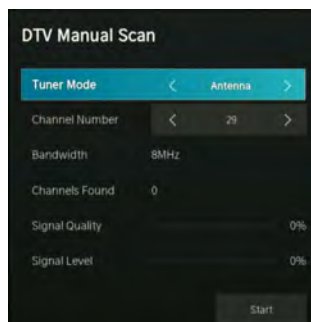 DTV Manual Scan
Tuner Mode < Antenna >
Channel Number < 29 >
Bandwidth 8MHz
Channels Found 0
Signal Quality 0%
Signal Level 0%
Start